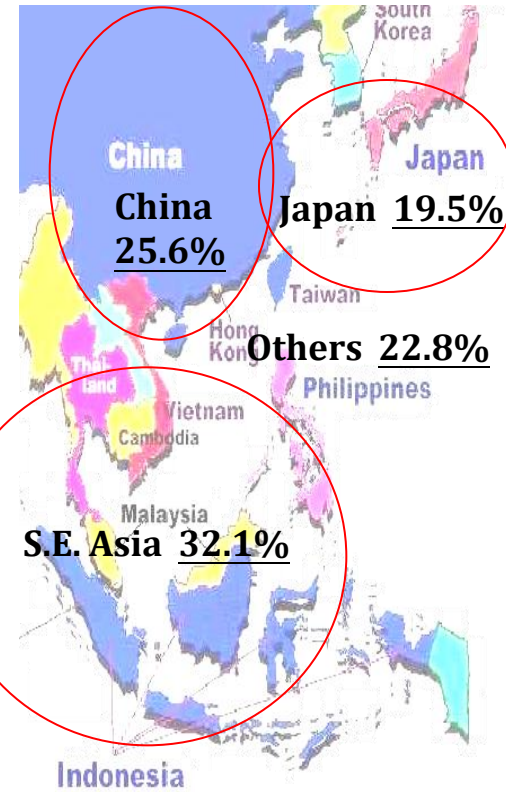 South
Korea
China
Japan
China
25.6%
Japan 19.5%
Taiwan
Hong
Kong
Others 22.8%
Thai-
land
Philippines
Vietnam
Cambodia
Malaysia
S.E. Asia 32.1%
Indonesia